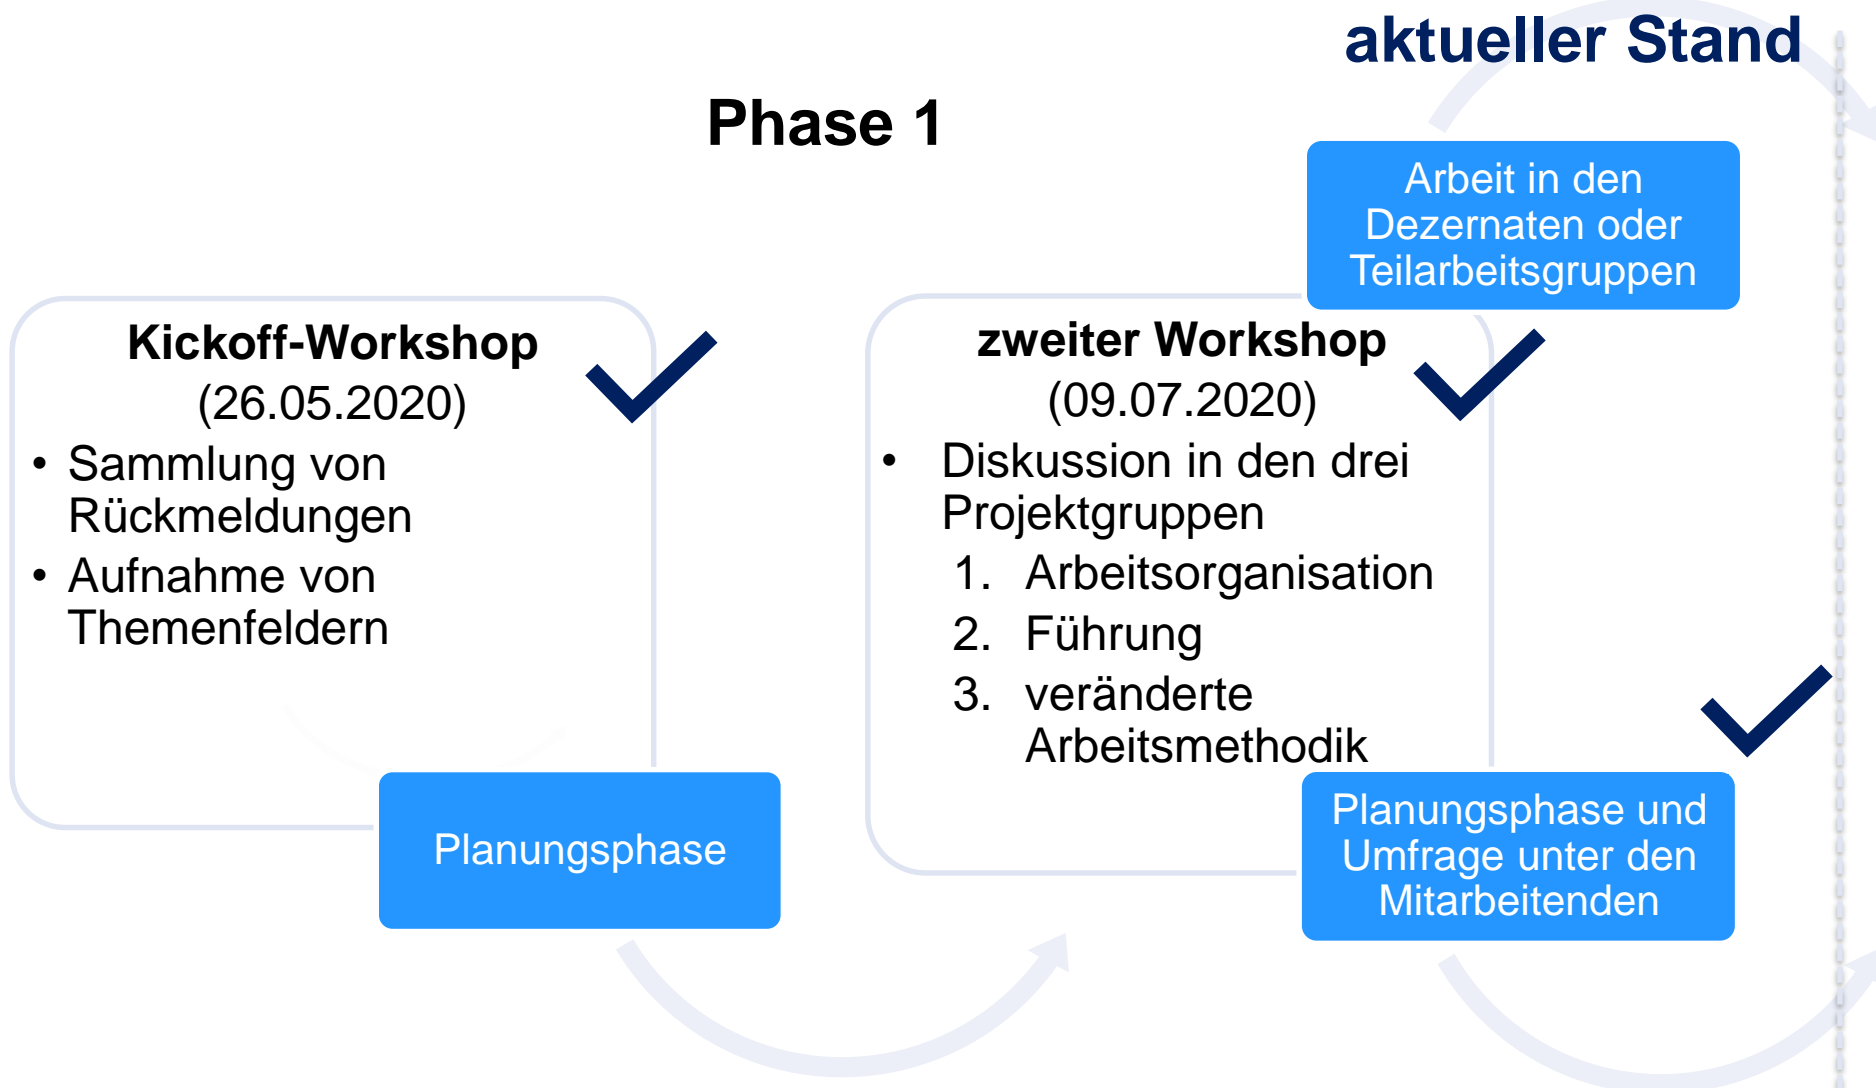 aktueller Stand
Phase 1
Kickoff-Workshop
(26.05.2020)
• Sammlung von
Rückmeldungen
• Aufnahme von
Themenfeldern
Planungsphase
Arbeit in den
Dezernaten oder
Teilarbeitsgruppen
zweiter Workshop
(09.07.2020)
• Diskussion in den drei
Projektgruppen
1. Arbeitsorganisation
2. Führung
3. veränderte
Arbeitsmethodik
Planungsphase und
Umfrage unter den
Mitarbeitenden